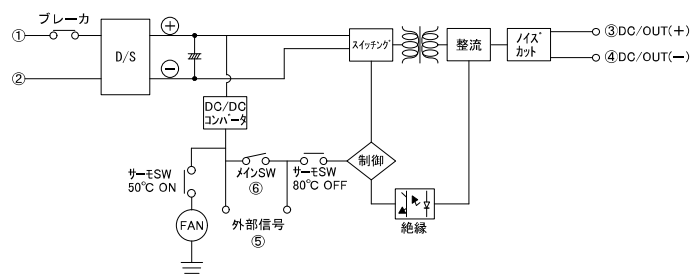 ブレーカ
①
②
D/S
+
−
スイッチング
整流
ノイズ
カット
③DC/OUT(+)
④DC/OUT(−)
DC/DC
コンバータ
サーモSW
50℃ ON
メインSW
⑥
サーモSW
80℃ OFF
制御
FAN
外部信号
⑤
絶縁